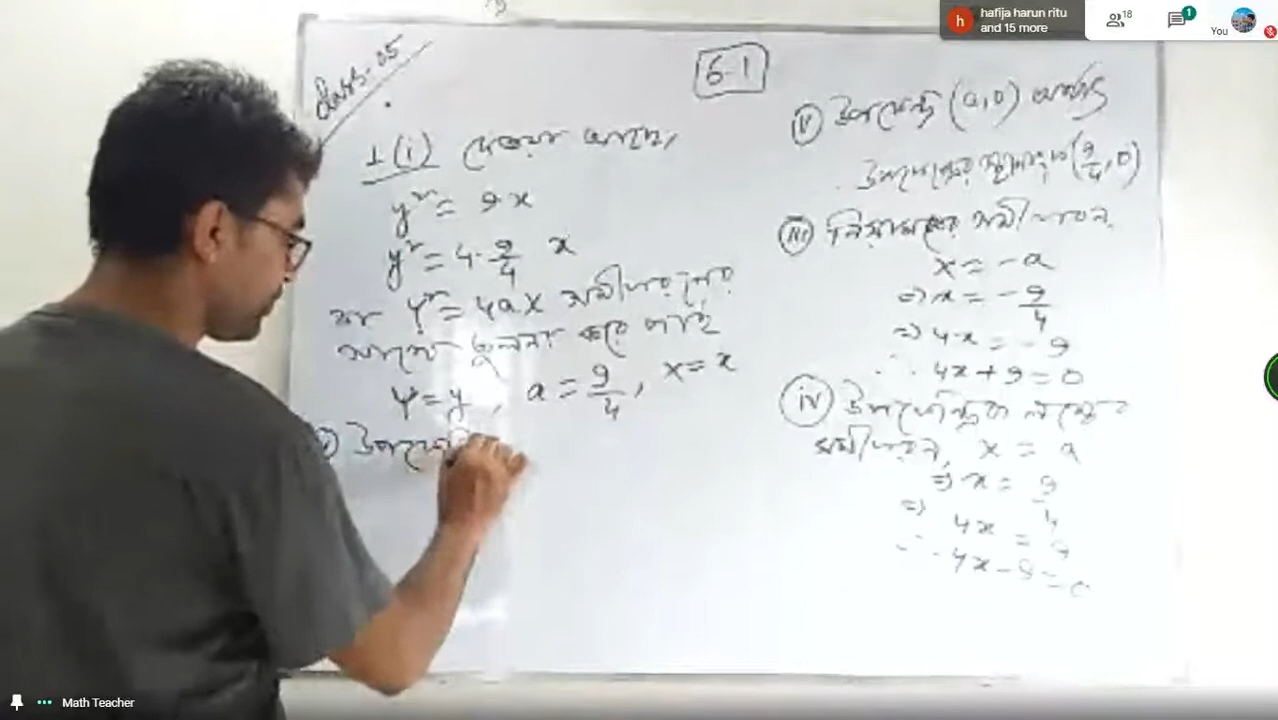 hafija harun ritu
and 15 more
18
1
You
Class-05
6.1
1(i) দেওয়া আছে,
y² = 9x
y² = 4·9/4 x
যা Y² = 4aX সমীকরণের
সাথে তুলনা করে পাই
Y = y, a = 9/4, X = x
উপকে
iv উপকেন্দ্র (a,0) অর্থাৎ
উপকেন্দ্রের স্থানাংক (9/4, 0)
iii নিয়ামকের সমীকরণ,
x = -a
⇒ x = -9/4
⇒ 4x = -9
∴ 4x + 9 = 0
iv উপকেন্দ্রিক লম্বের
সমীকরণ, x = a
⇒ x = 9/4
⇒ 4x = 9
∴ 4x - 9 = 0
Math Teacher